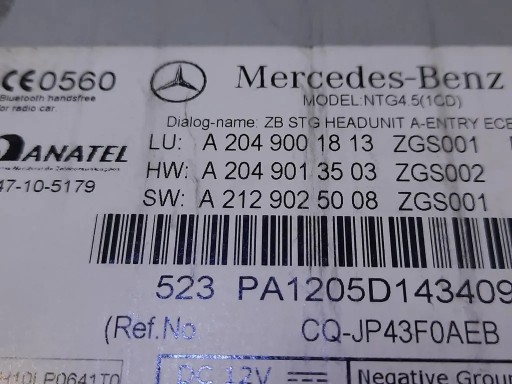 CE0560 Mercedes-Benz
Bluetooth handsfree
for radio car. MODEL:NTG4.5(1CD)
Dialog-name: ZB STG HEADUNIT A-ENTRY ECE
ANATEL LU: A 204 900 18 13 ZGS001
HW: A 204 901 35 03 ZGS002
47-10-5179 SW: A 212 902 50 08 ZGS001
523 PA1205D143409
(Ref.No. CQ-JP43F0AEB
H10LP0641T0 DC 12V Negative Groun